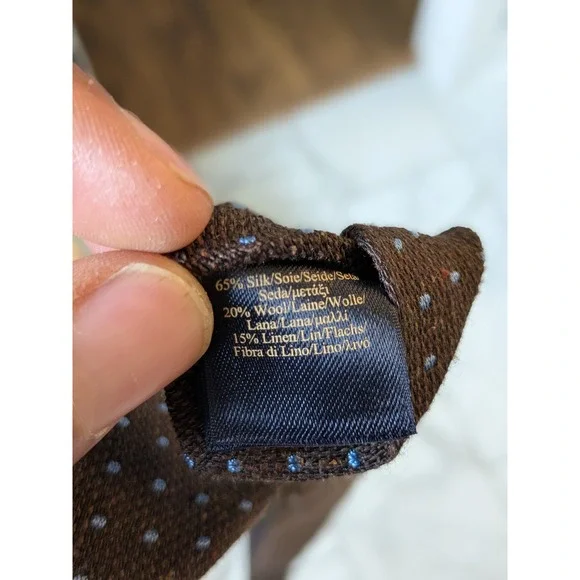 65% Silk/Soie/Seide/Seta
Seda/μετάξι
20% Wool/Laine/Wolle/
Lana/Lana/μαλλί
15% Linen/Lin/Flachs/
Fibra di Lino/Lino/λινό